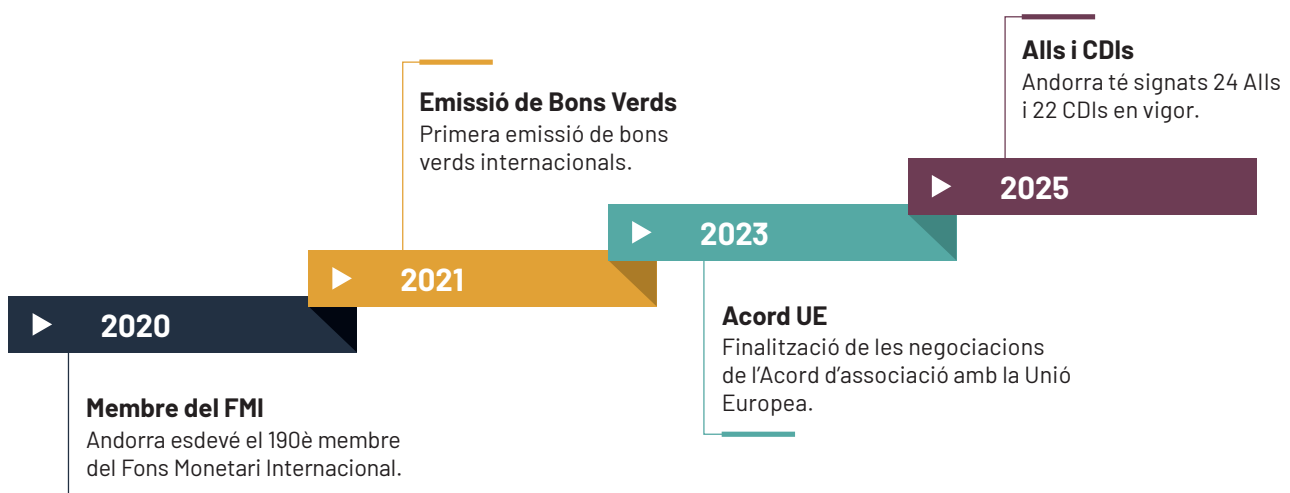 2020
Membre del FMI
Andorra esdevé el 190è membre
del Fons Monetari Internacional.
2021
Emissió de Bons Verds
Primera emissió de bons
verds internacionals.
2023
Acord UE
Finalització de les negociacions
de l’Acord d’associació amb la Unió
Europea.
2025
AIIs i CDIs
Andorra té signats 24 AIIs
i 22 CDIs en vigor.